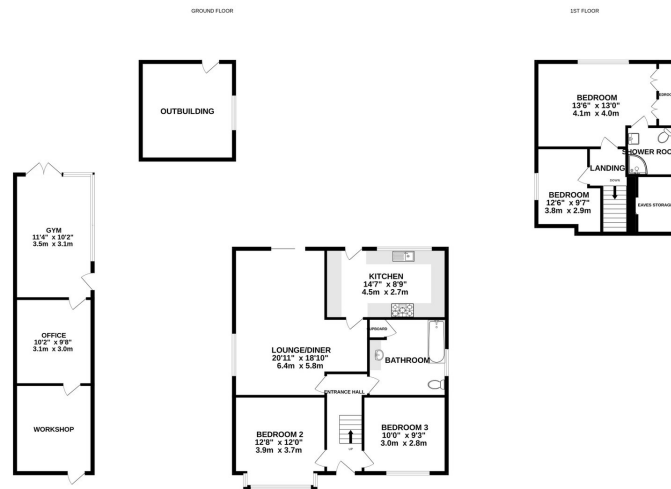 GROUND FLOOR
1ST FLOOR
OUTBUILDING
GYM
11'4" x 10'2"
3.5m x 3.1m
OFFICE
10'2" x 9'8"
3.1m x 3.0m
WORKSHOP
KITCHEN
14'7" x 8'9"
4.5m x 2.7m
LOUNGE/DINER
20'11" x 18'10"
6.4m x 5.8m
CUPBOARD
BATHROOM
ENTRANCE HALL
BEDROOM 2
12'8" x 12'0"
3.9m x 3.7m
UP
BEDROOM 3
10'0" x 9'3"
3.0m x 2.8m
BEDROOM
13'6" x 13'0"
4.1m x 4.0m
SHOWER ROO
LANDING
DOWN
BEDROOM
12'6" x 9'7"
3.8m x 2.9m
EAVES STORAGE